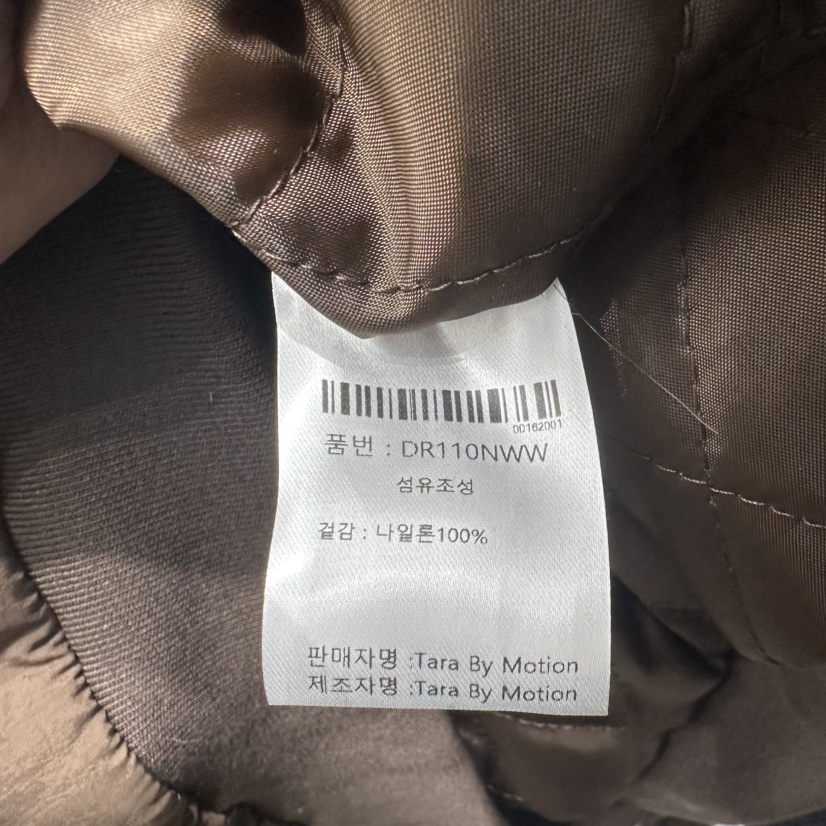 00162001
품번 : DR110NWW
섬유조성
겉감 : 나일론100%
판매자명 :Tara By Motion
제조자명 :Tara By Motion